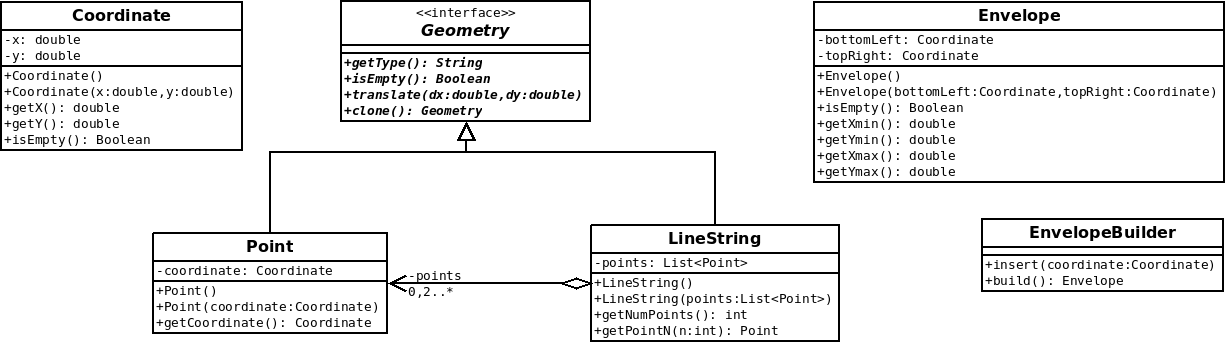 Coordinate
-x: double
-y: double
+Coordinate()
+Coordinate(x:double,y:double)
+getX(): double
+getY(): double
+isEmpty(): Boolean
<<interface>>
Geometry
+getType(): String
+isEmpty(): Boolean
+translate(dx:double,dy:double)
+clone(): Geometry
Envelope
-bottomLeft: Coordinate
-topRight: Coordinate
+Envelope()
+Envelope(bottomLeft:Coordinate,topRight:Coordinate)
+isEmpty(): Boolean
+getXmin(): double
+getYmin(): double
+getXmax(): double
+getYmax(): double
Point
-coordinate: Coordinate
+Point()
+Point(coordinate:Coordinate)
+getCoordinate(): Coordinate
-points
0,2..*
LineString
-points: List<Point>
+LineString()
+LineString(points:List<Point>)
+getNumPoints(): int
+getPointN(n:int): Point
EnvelopeBuilder
+insert(coordinate:Coordinate)
+build(): Envelope